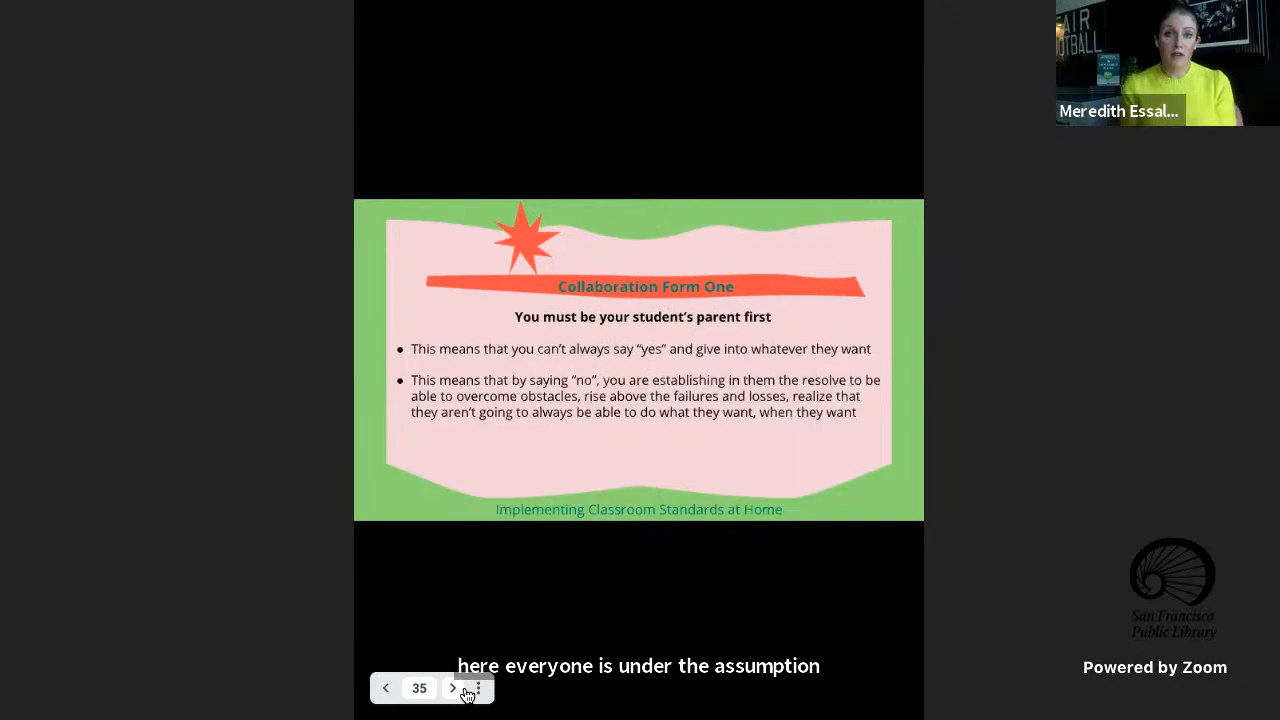 AIR
OTBALL
Meredith Essal...
Collaboration Form One
You must be your student's parent first
• This means that you can't always say “yes” and give into whatever they want
• This means that by saying “no”, you are establishing in them the resolve to be
able to overcome obstacles, rise above the failures and losses, realize that
they aren't going to always be able to do what they want, when they want
Implementing Classroom Standards at Home
San Francisco
Public Library
here everyone is under the assumption
Powered by Zoom
35